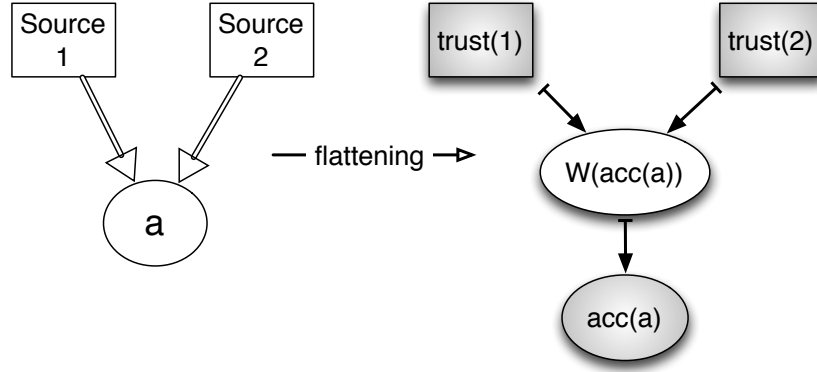 Source
1
Source
2
a
flattening
trust(1)
trust(2)
W(acc(a))
acc(a)